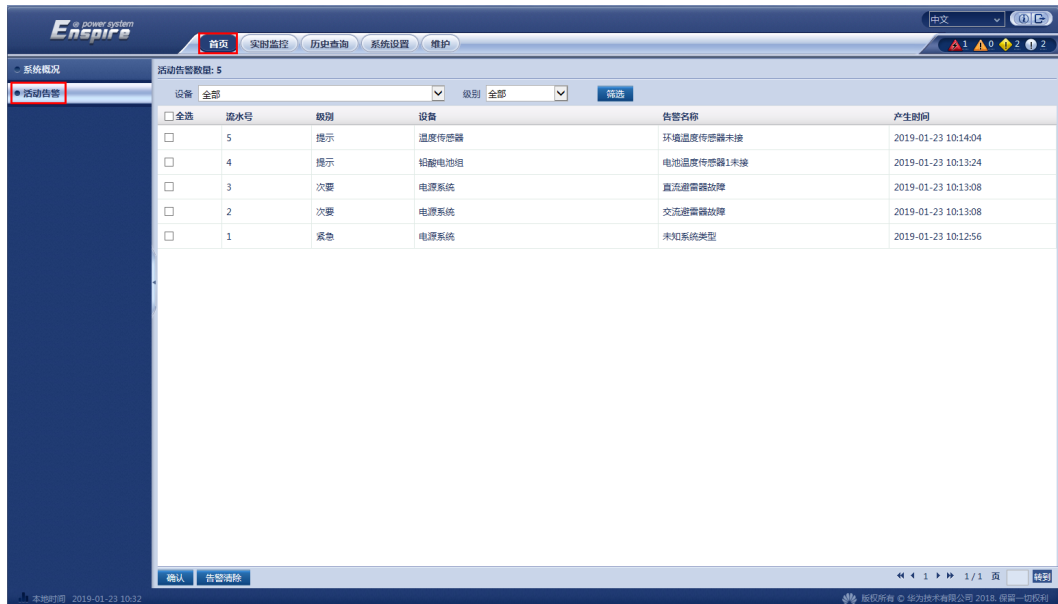 @ power system
Enspire
中文
首页 实时监控 历史查询 系统设置 维护
1 0 2 2
系统概况
活动告警
活动告警数量: 5
设备 全部 级别 全部 筛选
全选 流水号 级别 设备 告警名称 产生时间
5 提示 温度传感器 环境温度传感器未接 2019-01-23 10:14:04
4 提示 铅酸电池组 电池温度传感器1未接 2019-01-23 10:13:24
3 次要 电源系统 直流避雷器故障 2019-01-23 10:13:08
2 次要 电源系统 交流避雷器故障 2019-01-23 10:13:08
1 紧急 电源系统 未知系统类型 2019-01-23 10:12:56
确认 告警清除 1 1/1 页 转到
本地时间 2019-01-23 10:32 版权所有 © 华为技术有限公司 2018. 保留一切权利